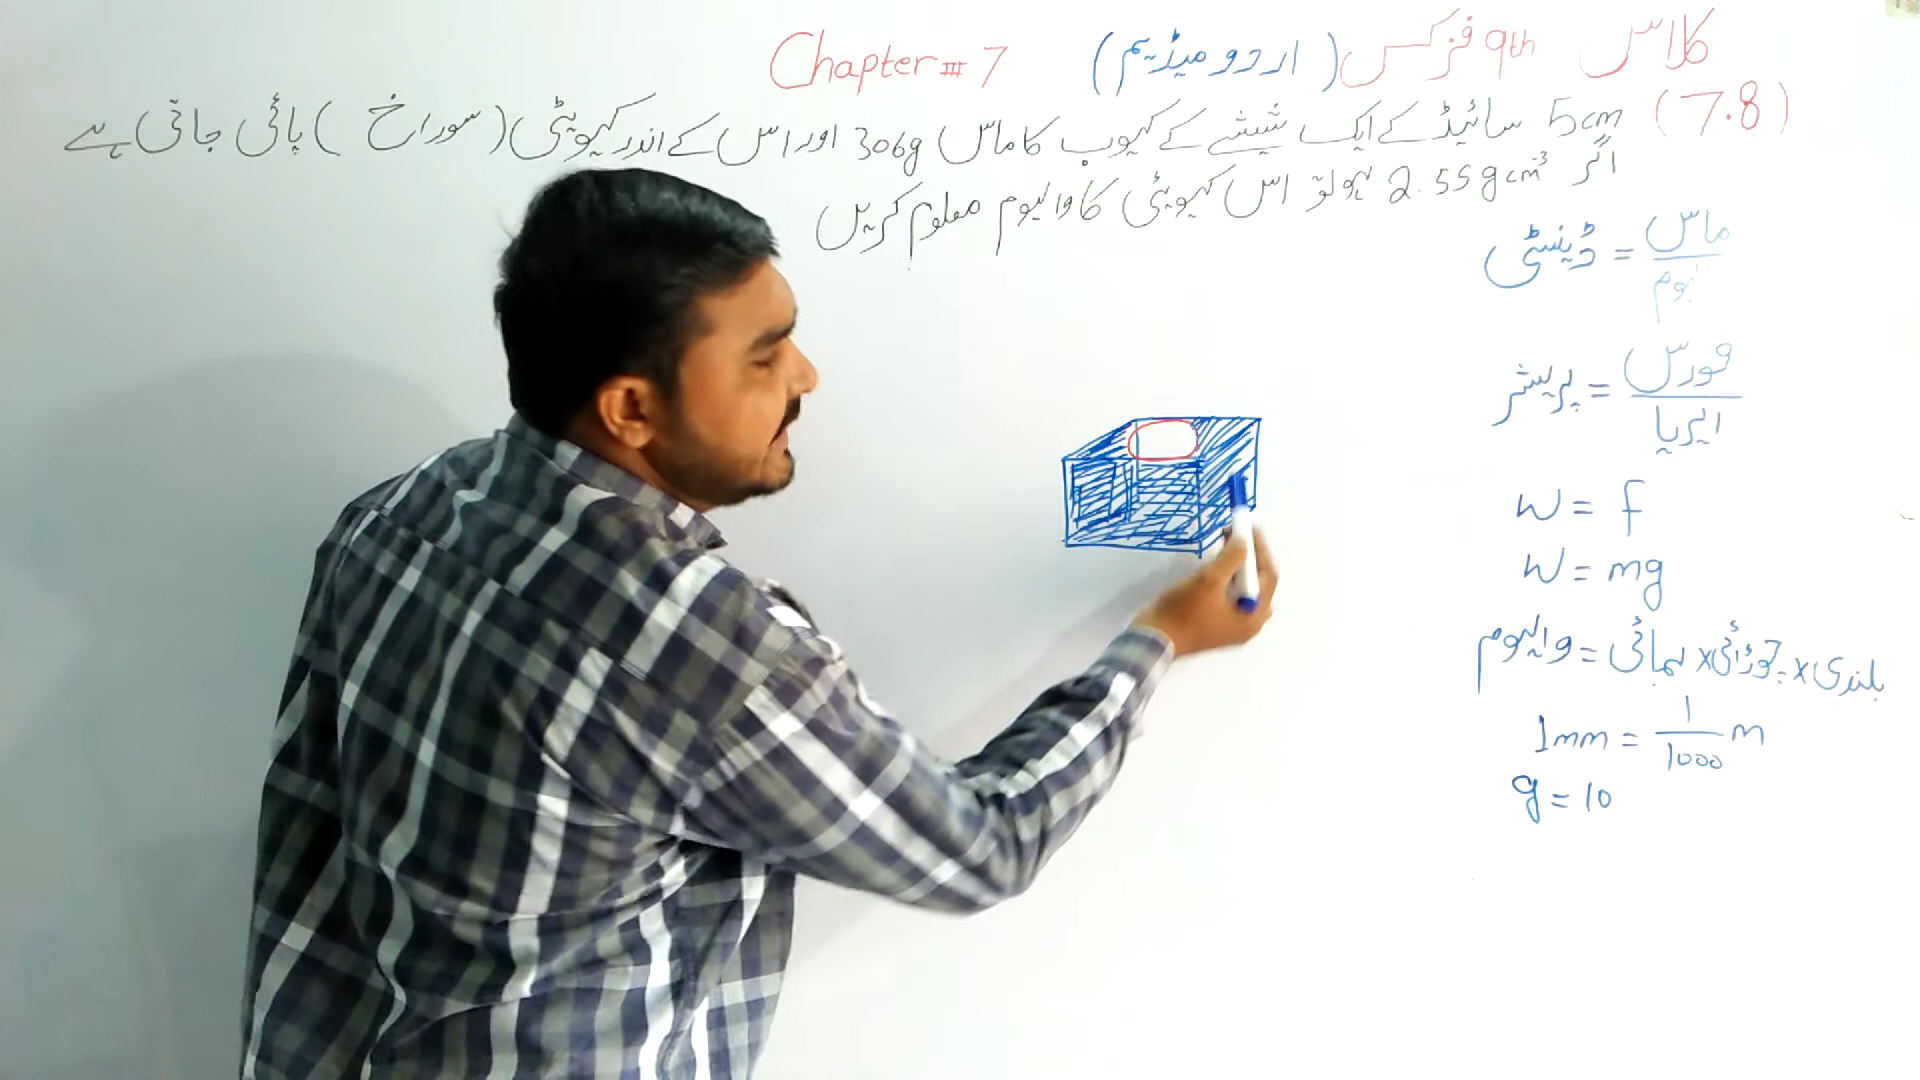 کلاس 9th فزکس (اردو میڈیم) Chapter # 7
(7.8) 5cm سائیڈ کے ایک شیشے کے کیوب کا ماس 306g اور اس کے اندر کیویٹی (سوراخ) پائی جاتی ہے
اگر 2.55gcm⁻³ ہو تو اس کیویٹی کا والیوم معلوم کریں
ڈینسٹی = ماس / یوم
پریشر = فورس / ایریا
W = f
W = mg
والیوم = لمبائی x چوڑائی x بلندی
1mm = 1/1000 m
g = 10